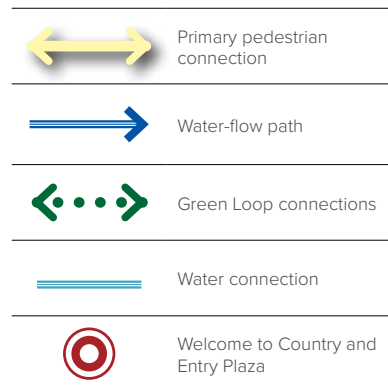 Primary pedestrian
connection
Water-flow path
Green Loop connections
Water connection
Welcome to Country and
Entry Plaza